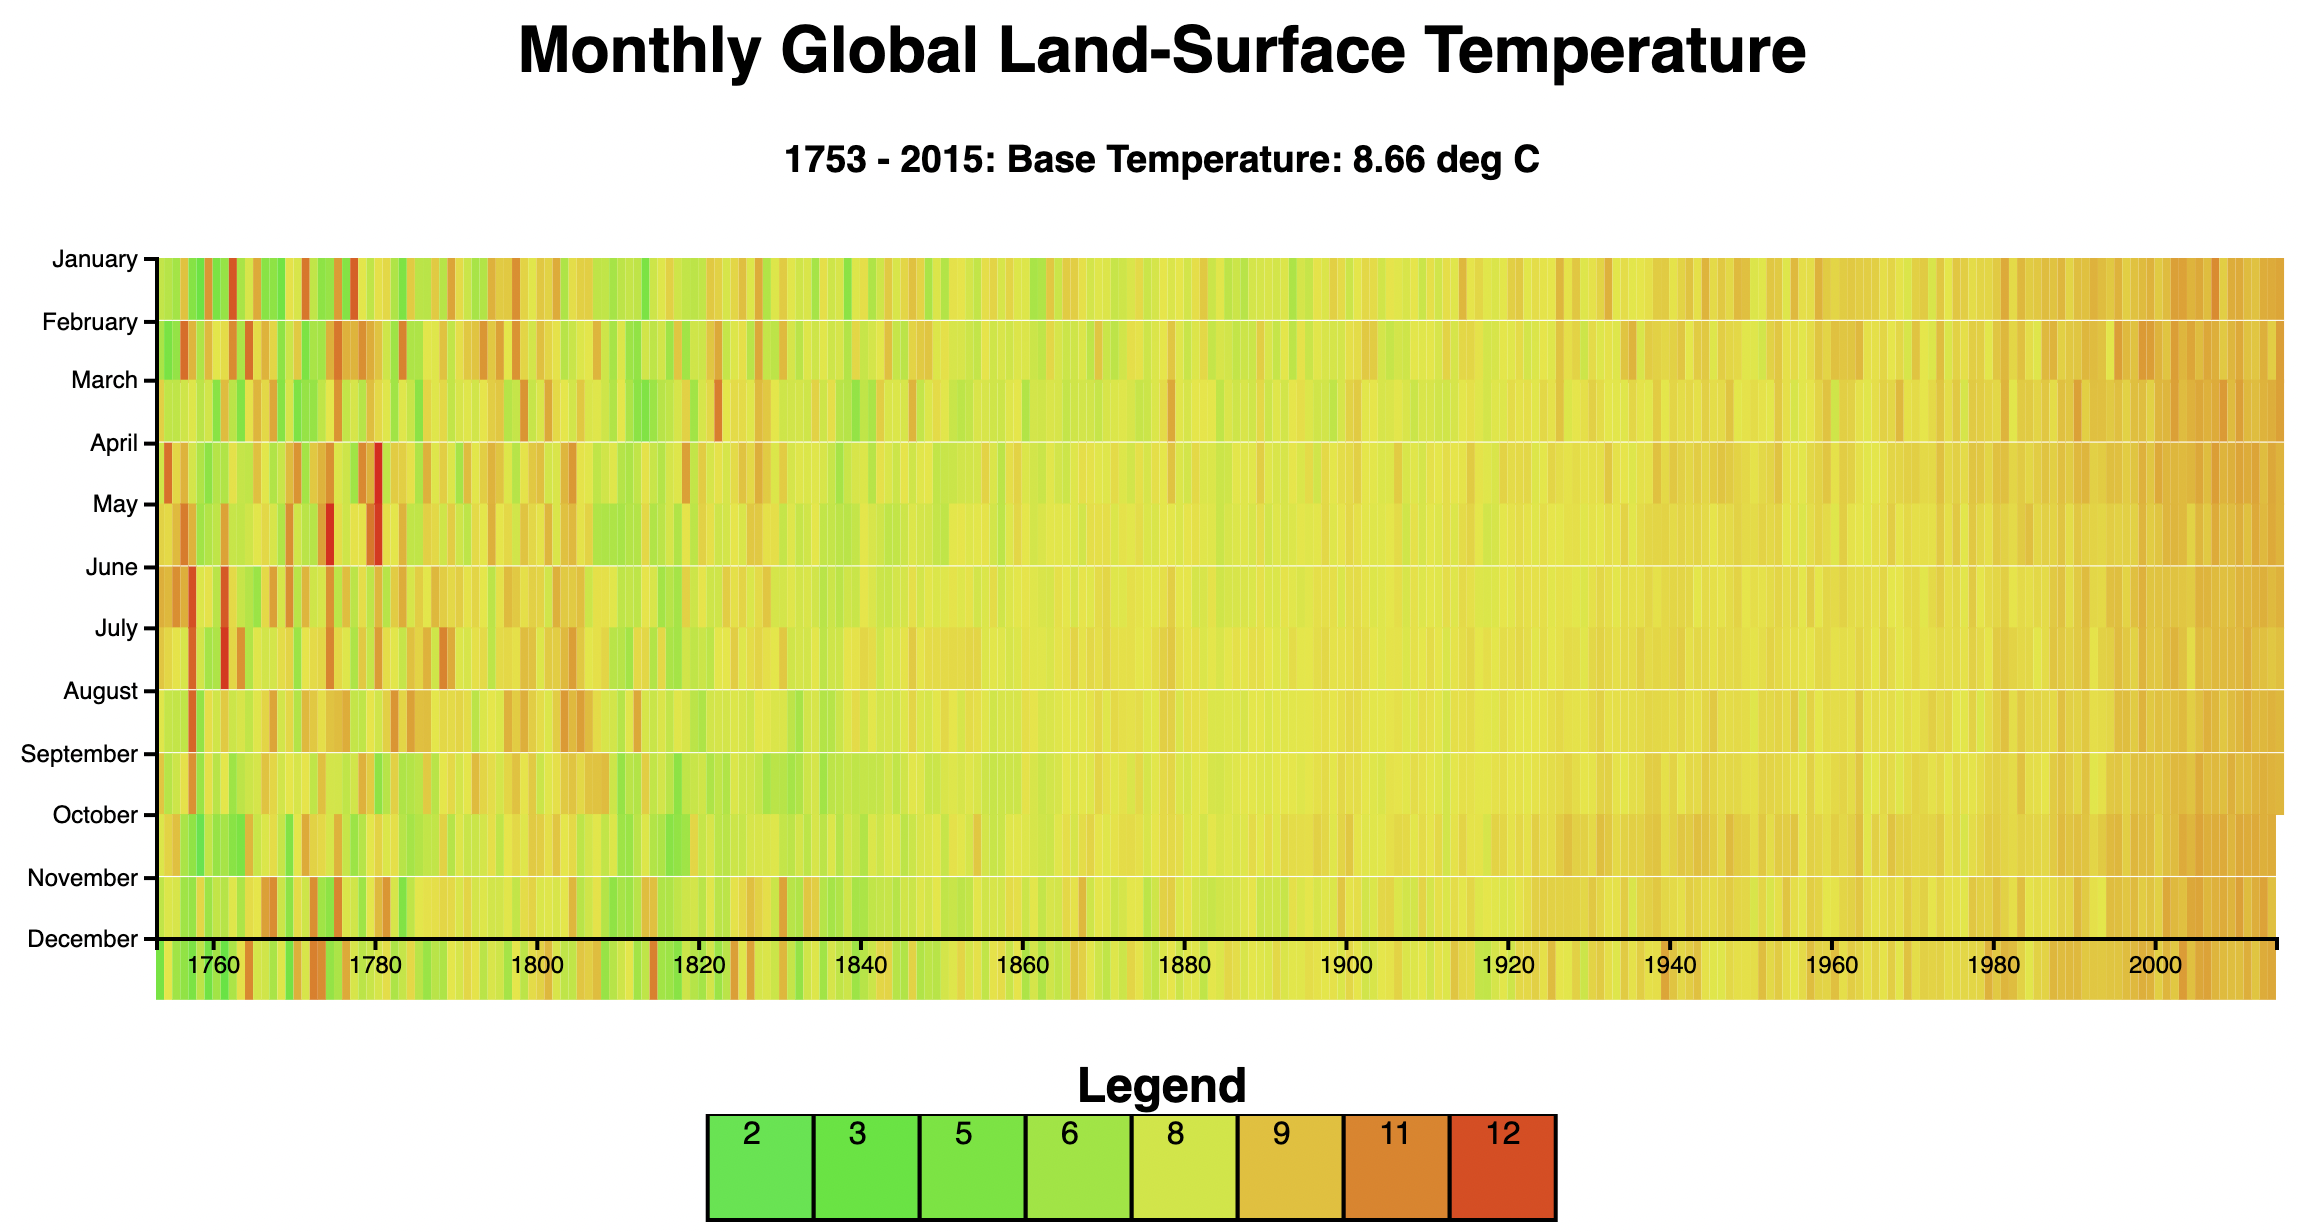 Monthly Global Land-Surface Temperature
1753 - 2015: Base Temperature: 8.66 deg C
January
February
March
April
May
June
July
August
September
October
November
December
1760 1780 1800 1820 1840 1860 1880 1900 1920 1940 1960 1980 2000
Legend
2 3 5 6 8 9 11 12